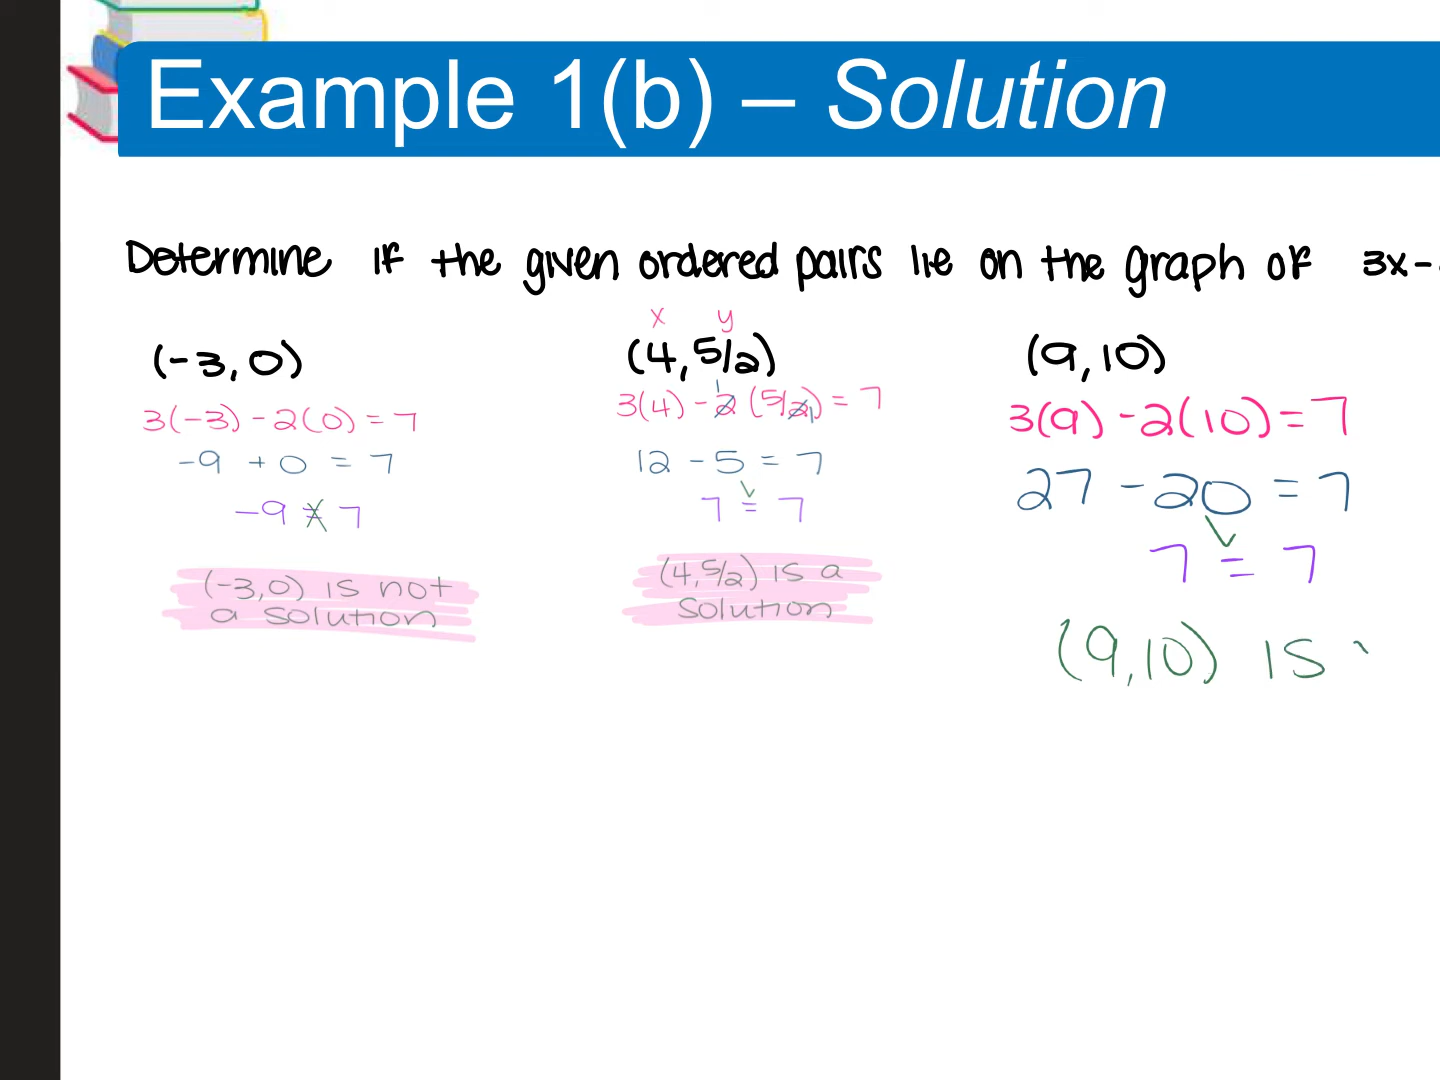 Example 1(b) – Solution
Determine if the given ordered pairs lie on the graph of 3x-
(-3,0)
3(-3) -2(0) = 7
-9 + 0 = 7
-9 ≠ 7
(-3,0) is not
a solution
x y
(4,5/2)
3(4) -2 (5/2) = 7
1 1
12 - 5 = 7
7 = 7
(4,5/2) is a
solution
(9,10)
3(9) -2(10) = 7
27 -20 = 7
7 = 7
(9,10) is